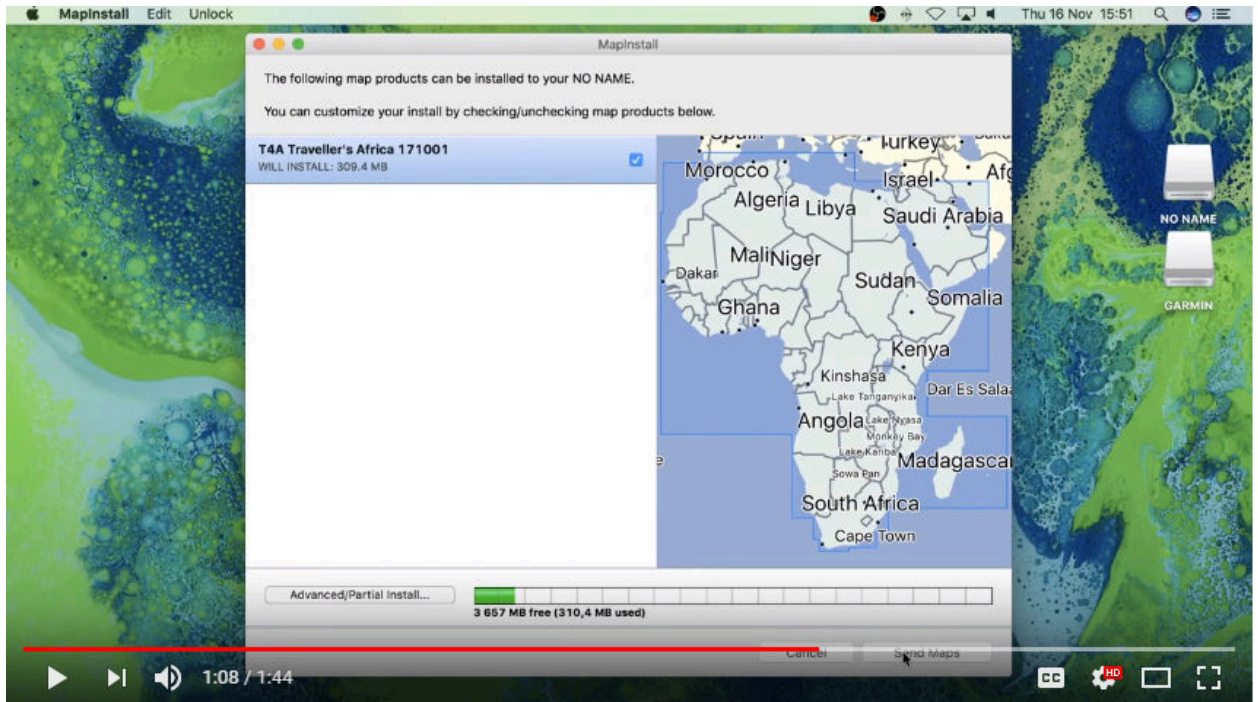 MapInstall Edit Unlock Thu 16 Nov 15:51
MapInstall
The following map products can be installed to your NO NAME.
You can customize your install by checking/unchecking map products below.
T4A Traveller's Africa 171001
WILL INSTALL: 309.4 MB
Spain
Turkey
Baku
Morocco
Israel
Afg
Algeria
Libya
Saudi Arabia
Mali
Niger
Dakar
Sudan
Somalia
Ghana
Kenya
Kinshasa
Lake Tanganyika
Dar Es Salaa
Angola
Lake Nyasa
Monkey Bay
Lake Kariba
e
Madagascar
Sowa Pan
South Africa
Cape Town
NO NAME
GARMIN
Advanced/Partial Install...
3 657 MB free (310,4 MB used)
Cancel
Send Maps
1:08 / 1:44
CC
HD